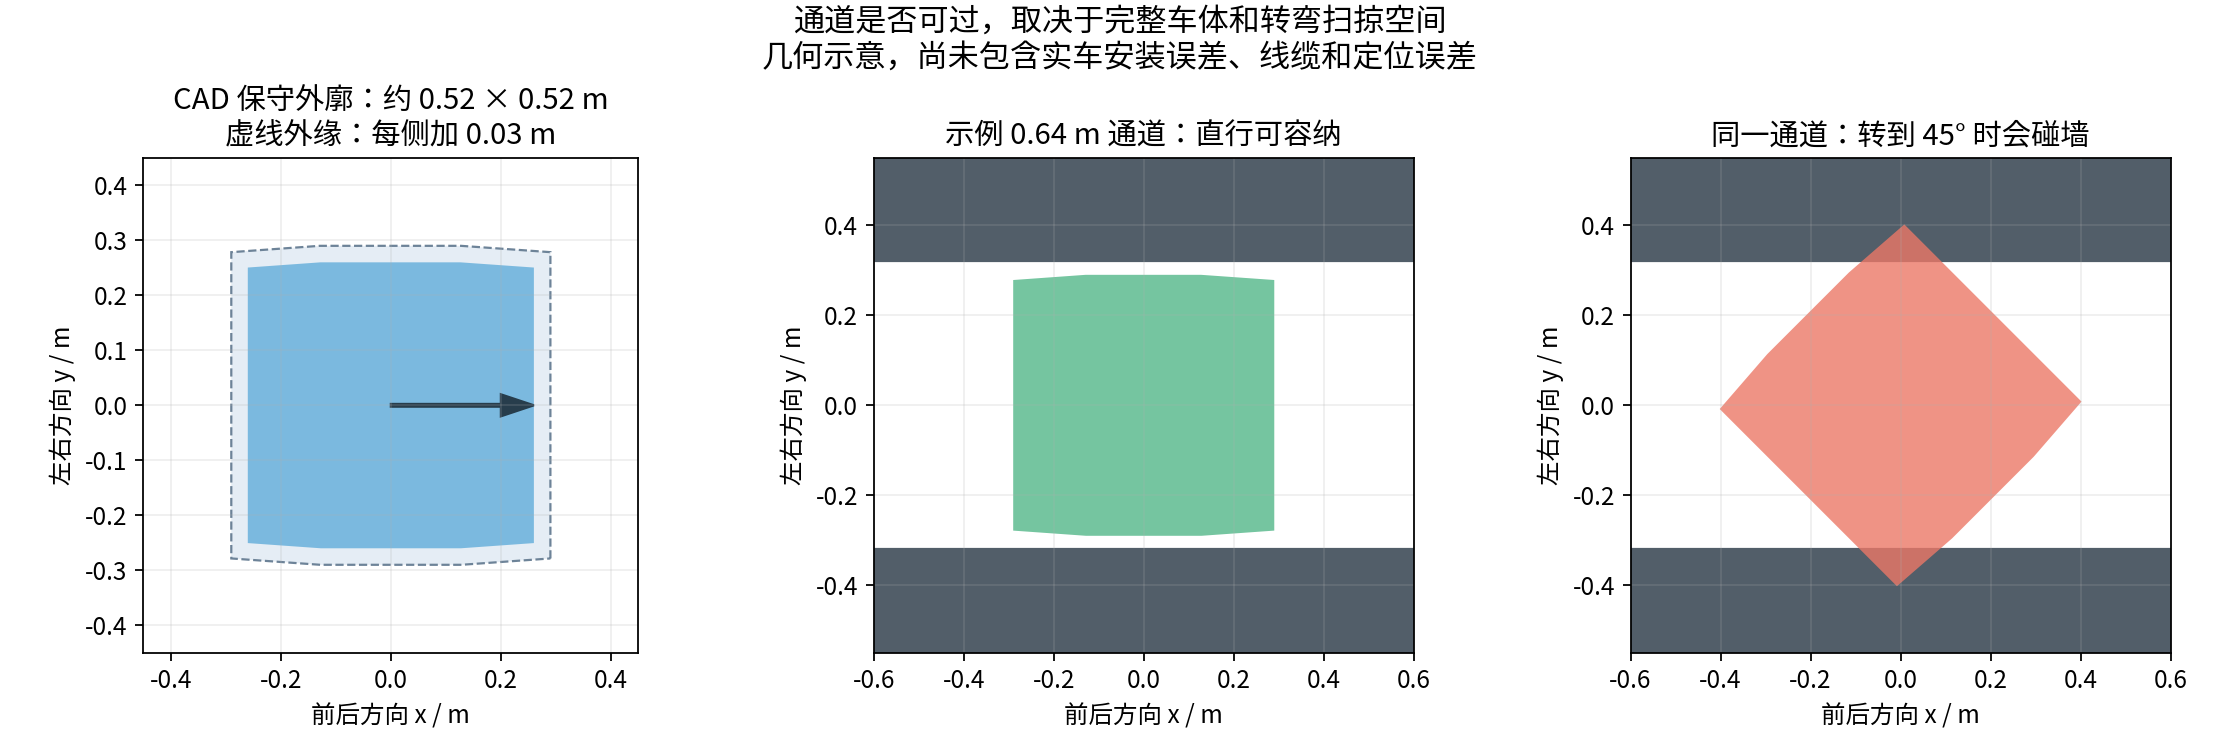 通道是否可过，取决于完整车体和转弯扫掠空间
几何示意，尚未包含实车安装误差、线缆和定位误差
CAD 保守外廓：约 0.52 × 0.52 m
虚线外缘：每侧加 0.03 m
0.4
0.3
0.2
0.1
0.0
-0.1
-0.2
-0.3
-0.4
左右方向 y / m
-0.4 -0.2 0.0 0.2 0.4
前后方向 x / m
示例 0.64 m 通道：直行可容纳
0.4
0.2
0.0
-0.2
-0.4
左右方向 y / m
-0.6 -0.4 -0.2 0.0 0.2 0.4 0.6
前后方向 x / m
同一通道：转到 45° 时会碰墙
0.4
0.2
0.0
-0.2
-0.4
左右方向 y / m
-0.6 -0.4 -0.2 0.0 0.2 0.4 0.6
前后方向 x / m